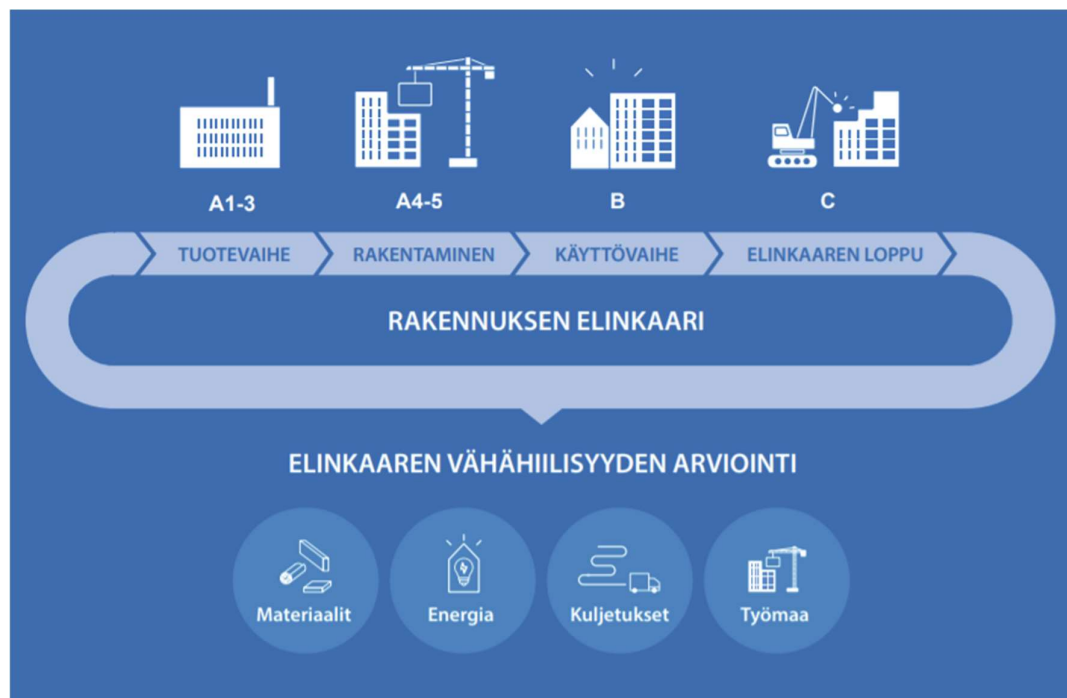 A1-3
A4-5
B
C
TUOTEVAIHE
RAKENTAMINEN
KÄYTTÖVAIHE
ELINKAAREN LOPPU
RAKENNUKSEN ELINKAARI
ELINKAAREN VÄHÄHIILISYYDEN ARVIOINTI
Materiaalit
Energia
Kuljetukset
Työmaa